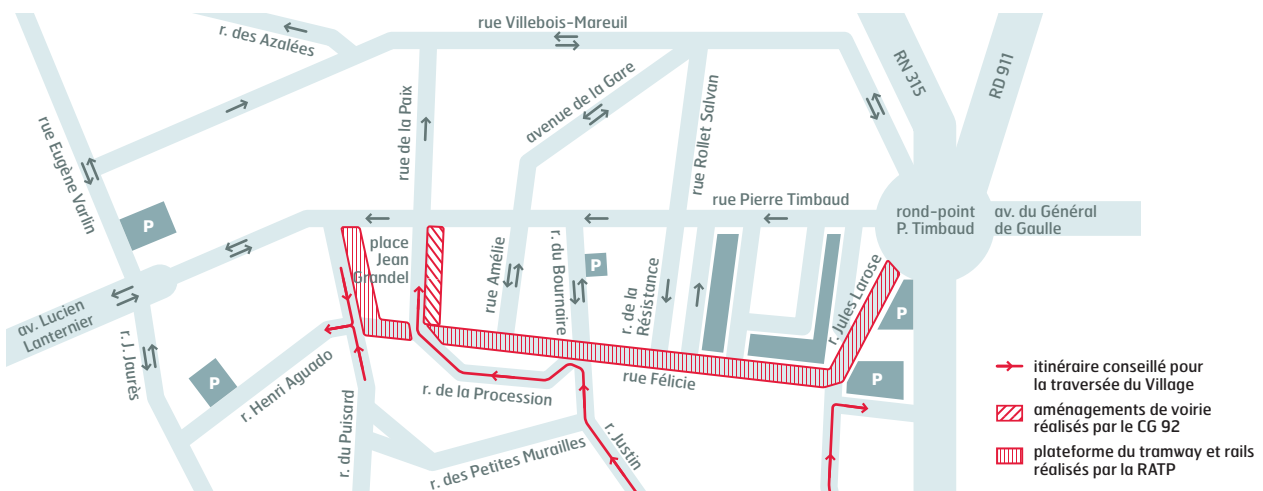 rue Villebois-Mareuil
r. des Azalées
RN 315
RD 911
avenue de la Gare
rue de la Paix
rue Eugène Varlin
rue Rollet Salvan
rue Pierre Timbaud
rond-point
P. Timbaud
av. du Général
de Gaulle
P
place
Jean
Grandel
rue Amélie
r. du Bournaire
P
r. de la
Résistance
r. Jules Larose
P
av. Lucien
Lanternier
r. J. Jaurès
P
r. Henri Aguado
r. du Puisard
r. de la Procession
rue Félicie
P
r. des Petites Murailles
r. Justin
itinéraire conseillé pour
la traversée du Village
aménagements de voirie
réalisés par le CG 92
plateforme du tramway et rails
réalisés par la RATP